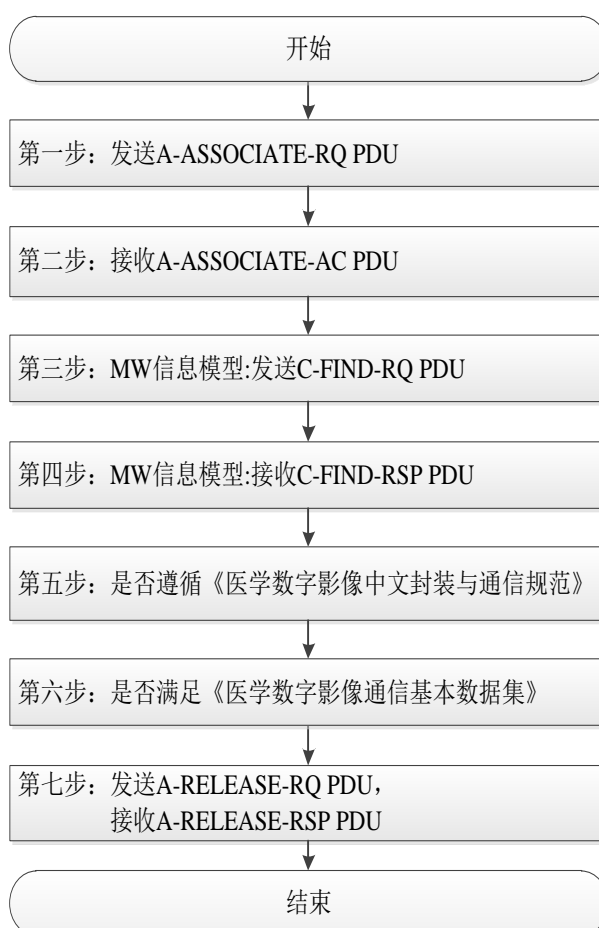 开始
第一步：发送A-ASSOCIATE-RQ PDU
第二步：接收A-ASSOCIATE-AC PDU
第三步：MW信息模型:发送C-FIND-RQ PDU
第四步：MW信息模型:接收C-FIND-RSP PDU
第五步：是否遵循《医学数字影像中文封装与通信规范》
第六步：是否满足《医学数字影像通信基本数据集》
第七步：发送A-RELEASE-RQ PDU，
接收A-RELEASE-RSP PDU
结束